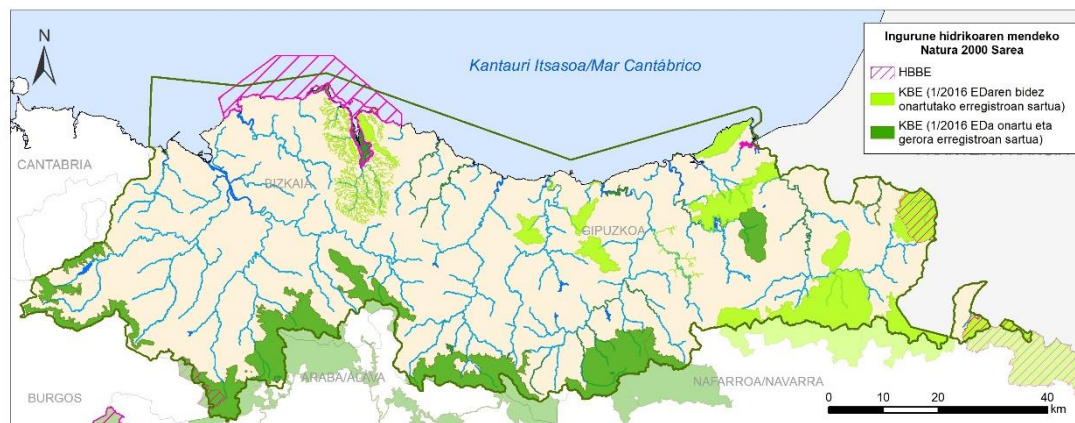 N
Kantauri Itsasoa/Mar Cantábrico
Ingurune hidrikoaren mendeko
Natura 2000 Sarea
HBBE
KBE (1/2016 EDaren bidez
onartutako erregistroan sartua)
KBE (1/2016 EDa onartu eta
gerora erregistroan sartua)
CANTABRIA
BIZKAIA
GIPUZKOA
ARABA/ALAVA
NAFARROA/NAVARRA
BURGOS
0 10 20 30 40
km